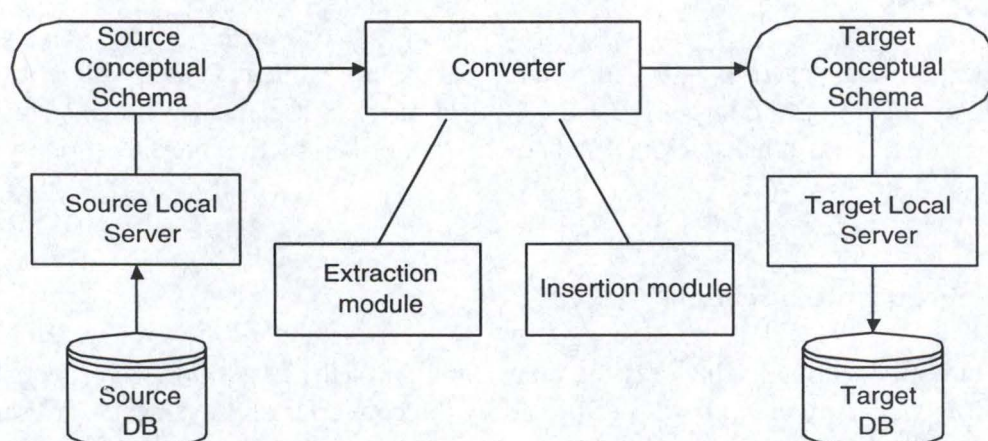 Source
Conceptual
Schema
Converter
Target
Conceptual
Schema
Source Local
Server
Target Local
Server
Extraction
module
Insertion module
Source
DB
Target
DB